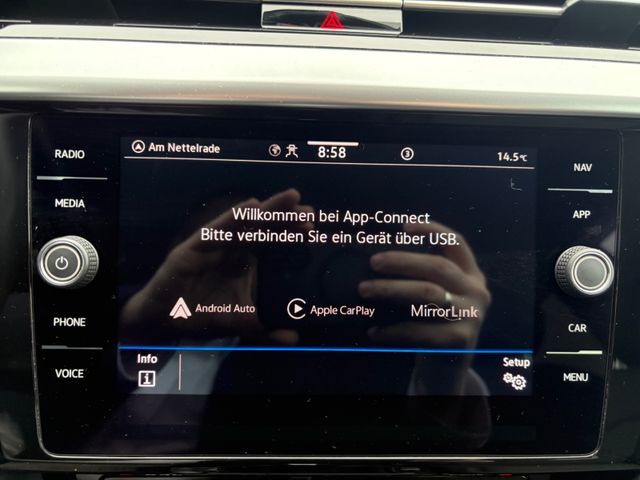 RADIO
MEDIA
PHONE
VOICE
Am Nettelrade
8:58
3
14.5°C
Willkommen bei App-Connect
Bitte verbinden Sie ein Gerät über USB.
Android Auto
Apple CarPlay
MirrorLink
Info
Setup
NAV
APP
CAR
MENU